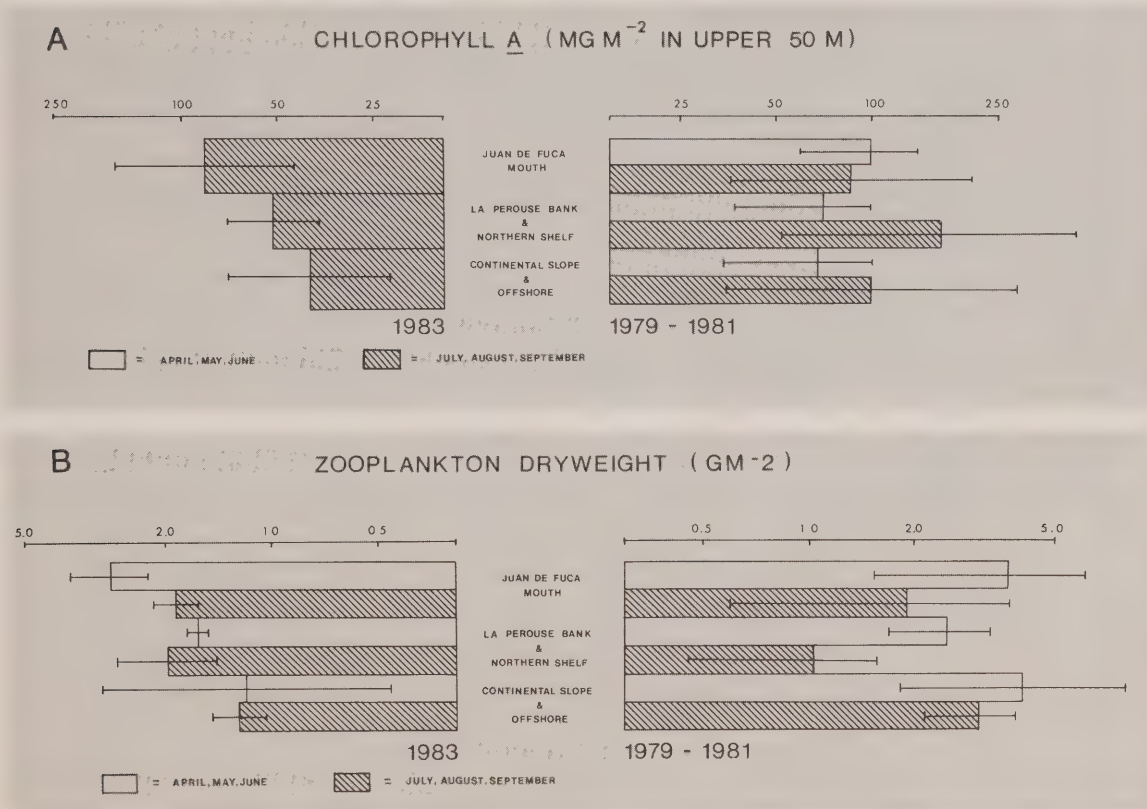 A CHLOROPHYLL A (MG M-2 IN UPPER 50 M)
250 100 50 25
25 50 100 250
JUAN DE FUCA
MOUTH
LA PEROUSE BANK
&
NORTHERN SHELF
CONTINENTAL SLOPE
&
OFFSHORE
1983 1979 - 1981
= APRIL, MAY, JUNE = JULY, AUGUST, SEPTEMBER
B ZOOPLANKTON DRYWEIGHT (GM-2)
5.0 2.0 1 0 0 5
0.5 1.0 2.0 5.0
JUAN DE FUCA
MOUTH
LA PEROUSE BANK
&
NORTHERN SHELF
CONTINENTAL SLOPE
&
OFFSHORE
1983 1979 - 1981
= APRIL, MAY, JUNE = JULY, AUGUST, SEPTEMBER